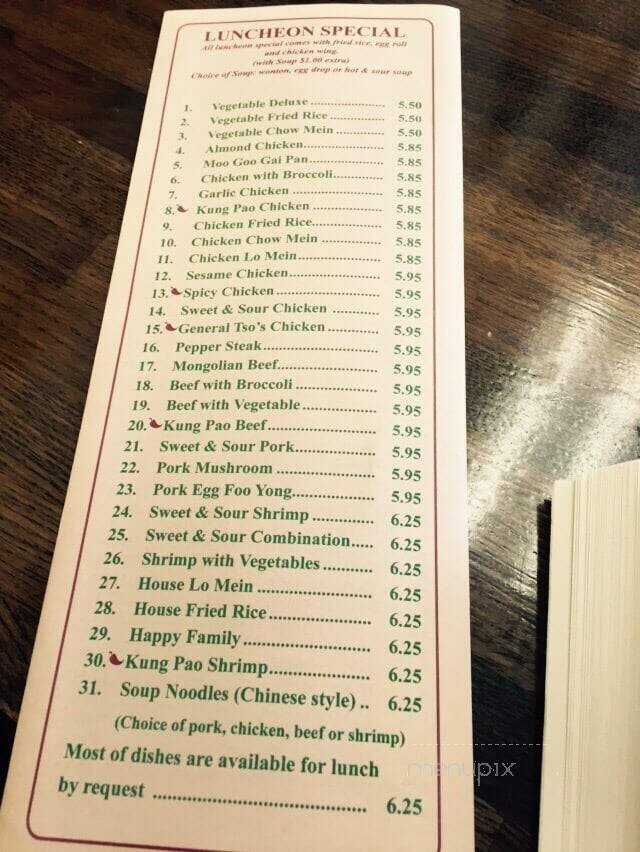 LUNCHEON SPECIAL
All luncheon special comes with fried rice, egg roll
and chicken wing.
(with Soup $1.00 extra)
Choice of Soup: wonton, egg drop or hot & sour soup
1. Vegetable Deluxe .................... 5.50
2. Vegetable Fried Rice ............... 5.50
3. Vegetable Chow Mein ............. 5.50
4. Almond Chicken...................... 5.85
5. Moo Goo Gai Pan.................... 5.85
6. Chicken with Broccoli............. 5.85
7. Garlic Chicken ........................ 5.85
8. Kung Pao Chicken .................. 5.85
9. Chicken Fried Rice.................. 5.85
10. Chicken Chow Mein ............... 5.85
11. Chicken Lo Mein..................... 5.85
12. Sesame Chicken....................... 5.95
13. Spicy Chicken.......................... 5.95
14. Sweet & Sour Chicken ........... 5.95
15. General Tso's Chicken ............ 5.95
16. Pepper Steak............................ 5.95
17. Mongolian Beef........................ 5.95
18. Beef with Broccoli ................... 5.95
19. Beef with Vegetable ................. 5.95
20. Kung Pao Beef......................... 5.95
21. Sweet & Sour Pork.................. 5.95
22. Pork Mushroom ...................... 5.95
23. Pork Egg Foo Yong.................. 5.95
24. Sweet & Sour Shrimp ............. 6.25
25. Sweet & Sour Combination..... 6.25
26. Shrimp with Vegetables ........... 6.25
27. House Lo Mein ........................ 6.25
28. House Fried Rice...................... 6.25
29. Happy Family .......................... 6.25
30. Kung Pao Shrimp..................... 6.25
31. Soup Noodles (Chinese style) .. 6.25
(Choice of pork, chicken, beef or shrimp)
Most of dishes are available for lunch
by request ........................................ 6.25
menupix